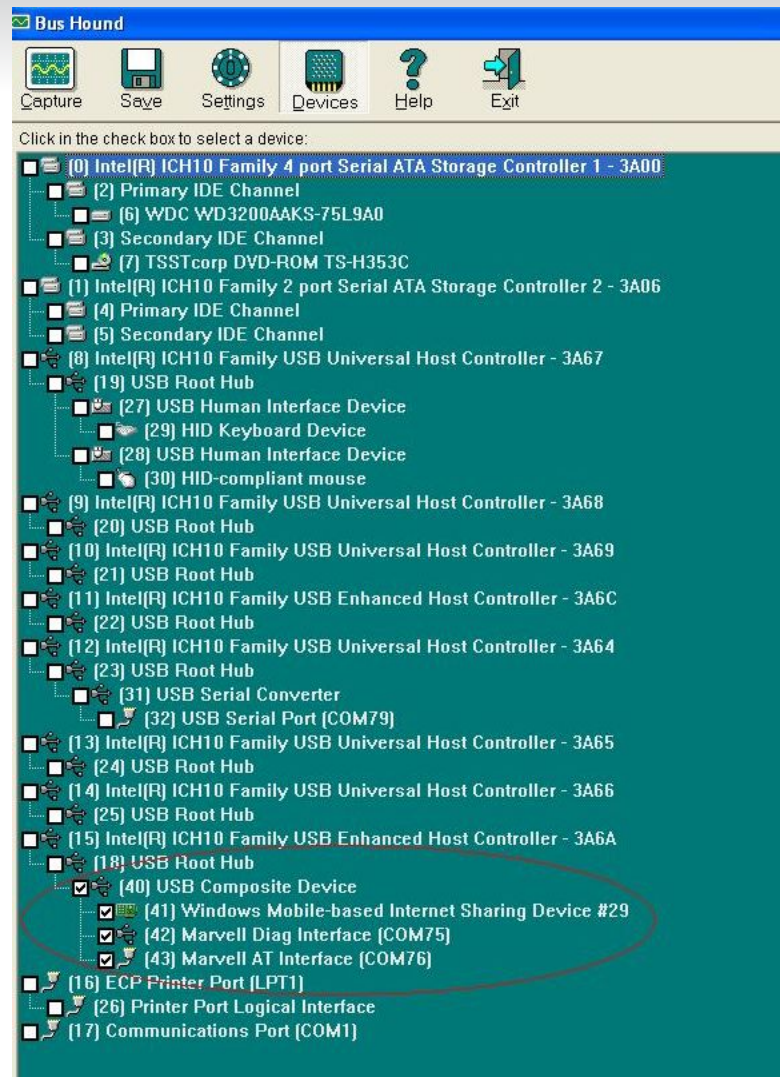 Bus Hound
Capture Save Settings Devices Help Exit
Click in the check box to select a device:
(0) Intel(R) ICH10 Family 4 port Serial ATA Storage Controller 1 - 3A00
(2) Primary IDE Channel
(6) WDC WD3200AAKS-75L9A0
(3) Secondary IDE Channel
(7) TSSTcorp DVD-ROM TS-H353C
(1) Intel(R) ICH10 Family 2 port Serial ATA Storage Controller 2 - 3A06
(4) Primary IDE Channel
(5) Secondary IDE Channel
(8) Intel(R) ICH10 Family USB Universal Host Controller - 3A67
(19) USB Root Hub
(27) USB Human Interface Device
(29) HID Keyboard Device
(28) USB Human Interface Device
(30) HID-compliant mouse
(9) Intel(R) ICH10 Family USB Universal Host Controller - 3A68
(20) USB Root Hub
(10) Intel(R) ICH10 Family USB Universal Host Controller - 3A69
(21) USB Root Hub
(11) Intel(R) ICH10 Family USB Enhanced Host Controller - 3A6C
(22) USB Root Hub
(12) Intel(R) ICH10 Family USB Universal Host Controller - 3A64
(23) USB Root Hub
(31) USB Serial Converter
(32) USB Serial Port (COM79)
(13) Intel(R) ICH10 Family USB Universal Host Controller - 3A65
(24) USB Root Hub
(14) Intel(R) ICH10 Family USB Universal Host Controller - 3A66
(25) USB Root Hub
(15) Intel(R) ICH10 Family USB Enhanced Host Controller - 3A6A
(18) USB Root Hub
(40) USB Composite Device
(41) Windows Mobile-based Internet Sharing Device #29
(42) Marvell Diag Interface (COM75)
(43) Marvell AT Interface (COM76)
(16) ECP Printer Port (LPT1)
(26) Printer Port Logical Interface
(17) Communications Port (COM1)